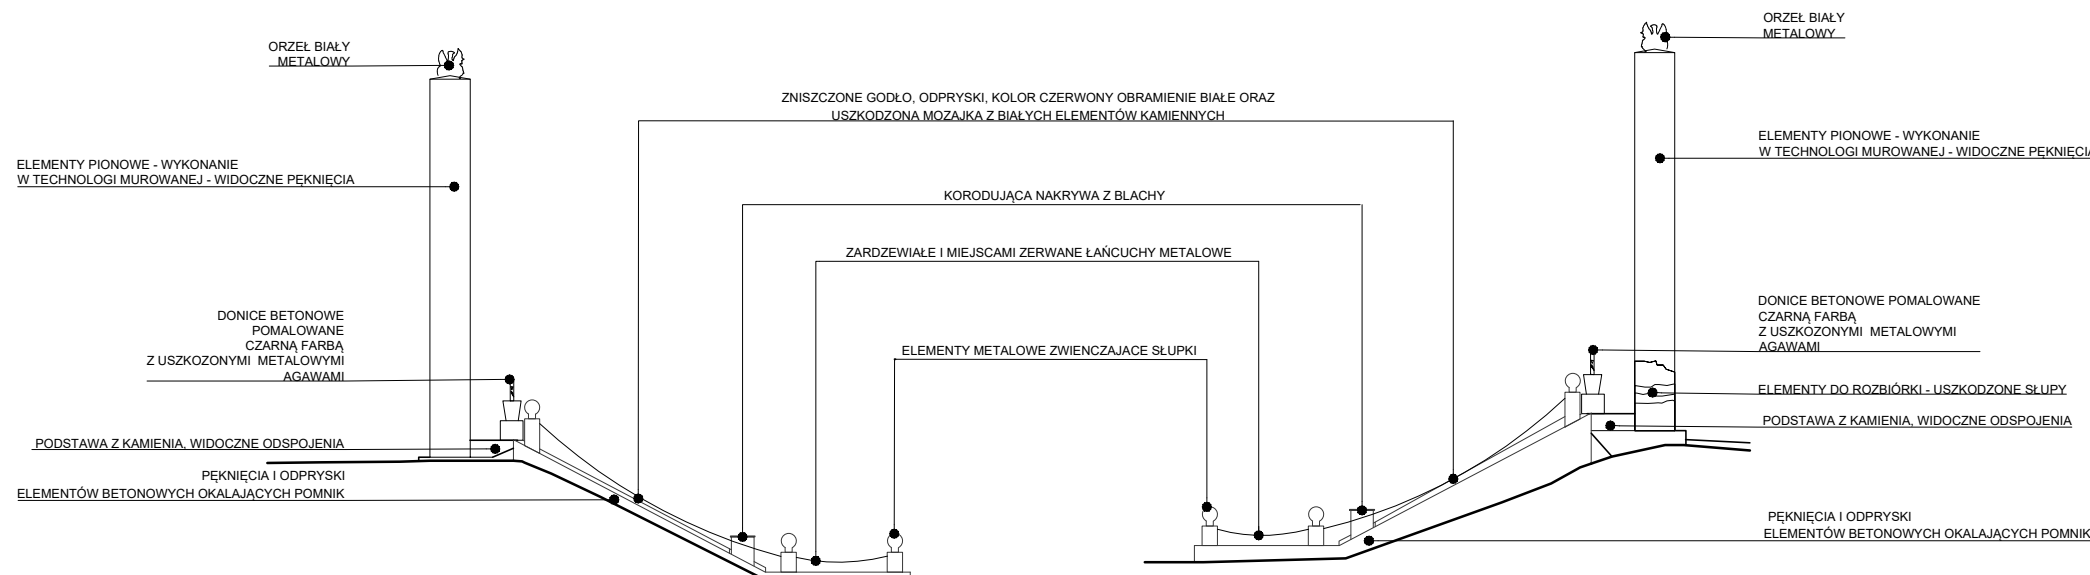 ORZEŁ BIAŁY
METALOWY
ELEMENTY PIONOWE - WYKONANIE
W TECHNOLOGI MUROWANEJ - WIDOCZNE PĘKNIĘCIA
DONICE BETONOWE
POMALOWANE
CZARNĄ FARBĄ
Z USZKOZONYMI METALOWYMI
AGAWAMI
PODSTAWA Z KAMIENIA, WIDOCZNE ODSPOJENIA
PĘKNIĘCIA I ODPRYSKI
ELEMENTÓW BETONOWYCH OKALAJĄCYCH POMNIK
ZNISZCZONE GODŁO, ODPRYSKI, KOLOR CZERWONY OBRAMIENIE BIAŁE ORAZ
USZKODZONA MOZAJKA Z BIAŁYCH ELEMENTÓW KAMIENNYCH
KORODUJĄCA NAKRYWA Z BLACHY
ZARDZEWIAŁE I MIEJSCAMI ZERWANE ŁAŃCUCHY METALOWE
ELEMENTY METALOWE ZWIENCZAJACE SŁUPKI
ORZEŁ BIAŁY
METALOWY
ELEMENTY PIONOWE - WYKONANIE
W TECHNOLOGI MUROWANEJ - WIDOCZNE PĘKNIĘCIA
DONICE BETONOWE POMALOWANE
CZARNĄ FARBĄ
Z USZKOZONYMI METALOWYMI
AGAWAMI
ELEMENTY DO ROZBIÓRKI - USZKODZONE SŁUPY
PODSTAWA Z KAMIENIA, WIDOCZNE ODSPOJENIA
PĘKNIĘCIA I ODPRYSKI
ELEMENTÓW BETONOWYCH OKALAJĄCYCH POMNIK